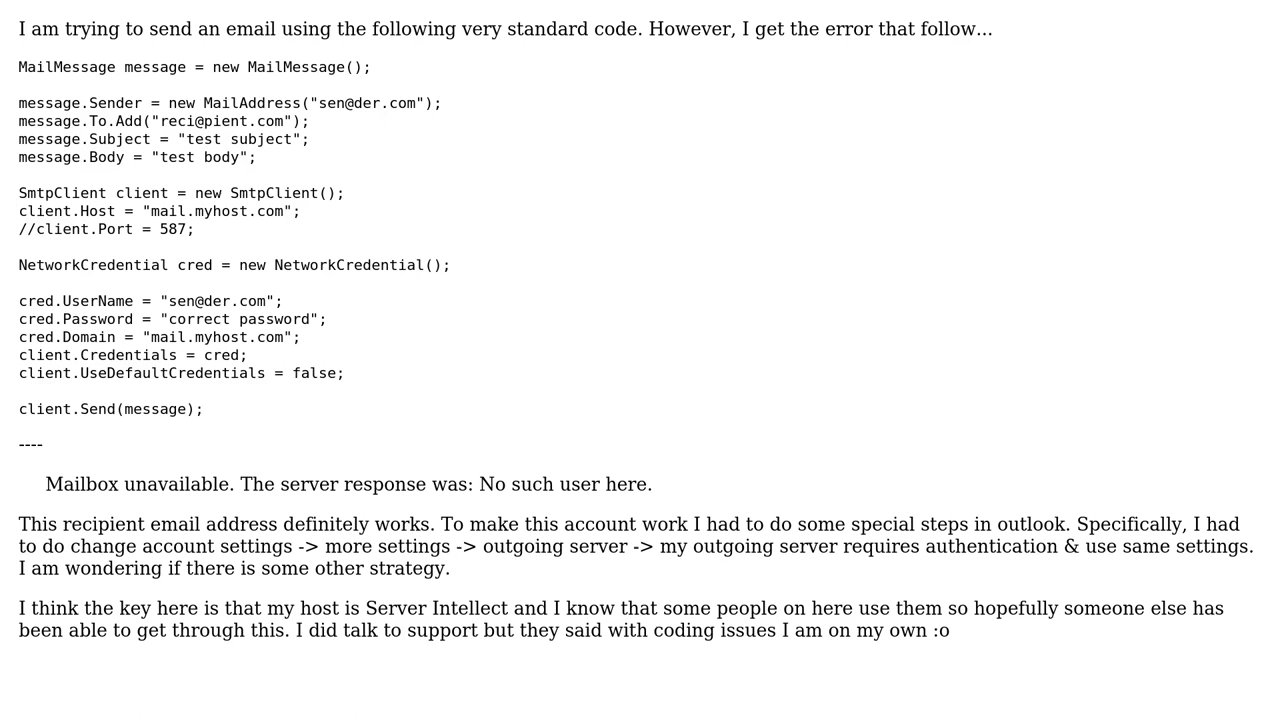 I am trying to send an email using the following very standard code. However, I get the error that follow...
MailMessage message = new MailMessage();
message.Sender = new MailAddress("sen@der.com");
message.To.Add("reci@pient.com");
message.Subject = "test subject";
message.Body = "test body";
SmtpClient client = new SmtpClient();
client.Host = "mail.myhost.com";
//client.Port = 587;
NetworkCredential cred = new NetworkCredential();
cred.UserName = "sen@der.com";
cred.Password = "correct password";
cred.Domain = "mail.myhost.com";
client.Credentials = cred;
client.UseDefaultCredentials = false;
client.Send(message);
----
Mailbox unavailable. The server response was: No such user here.
This recipient email address definitely works. To make this account work I had to do some special steps in outlook. Specifically, I had
to do change account settings -> more settings -> outgoing server -> my outgoing server requires authentication & use same settings.
I am wondering if there is some other strategy.
I think the key here is that my host is Server Intellect and I know that some people on here use them so hopefully someone else has
been able to get through this. I did talk to support but they said with coding issues I am on my own :o